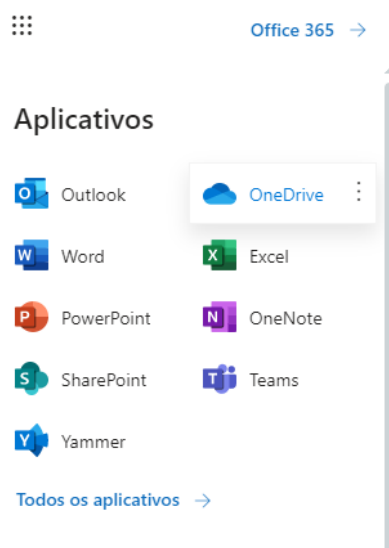 Office 365 →
Aplicativos
Outlook
OneDrive
Word
Excel
PowerPoint
OneNote
SharePoint
Teams
Yammer
Todos os aplicativos →